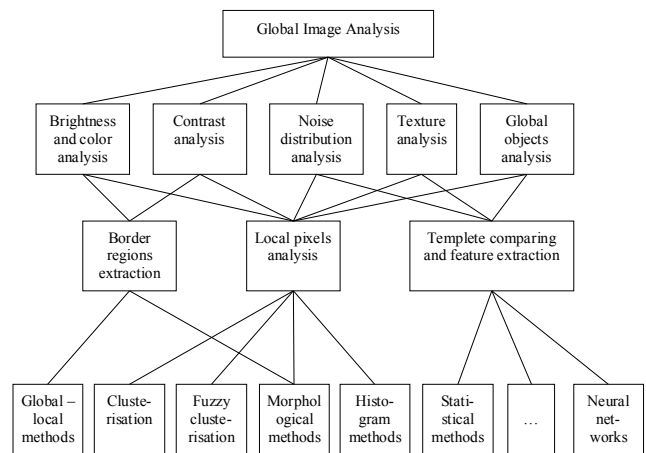 Global Image Analysis
Brightness
and color
analysis
Contrast
analysis
Noise
distribution
analysis
Texture
analysis
Global
objects
analysis
Border
regions
extraction
Local pixels
analysis
Templete comparing
and feature extraction
Global –
local
methods
Cluste-
risation
Fuzzy
cluste-
risation
Morphol
ogical
methods
Histo-
gram
methods
Stati-
stical
methods
...
Neural
net-
works